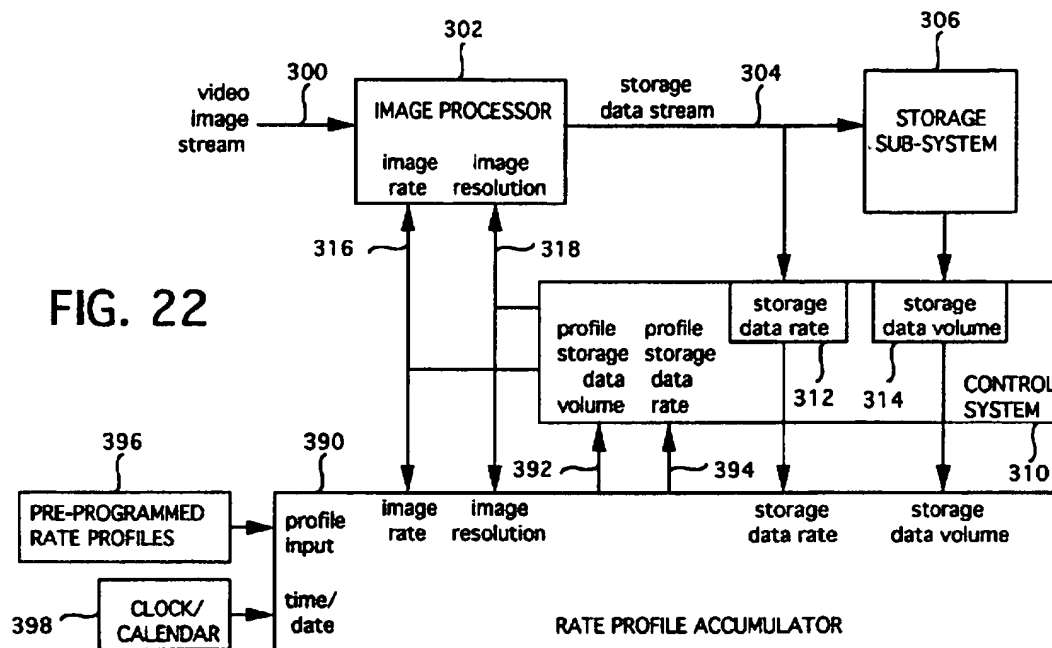 302
306
300
304
video
image
stream
IMAGE PROCESSOR
image
rate
image
resolution
storage
data stream
STORAGE
SUB-SYSTEM
316
318
FIG. 22
profile
storage
data
volume
profile
storage
data
rate
storage
data rate
storage
data volume
312
314
CONTROL
SYSTEM
310
396
390
392
394
PRE-PROGRAMMED
RATE PROFILES
profile
input
image
rate
image
resolution
storage
data rate
storage
data volume
398
CLOCK/
CALENDAR
time/
date
RATE PROFILE ACCUMULATOR